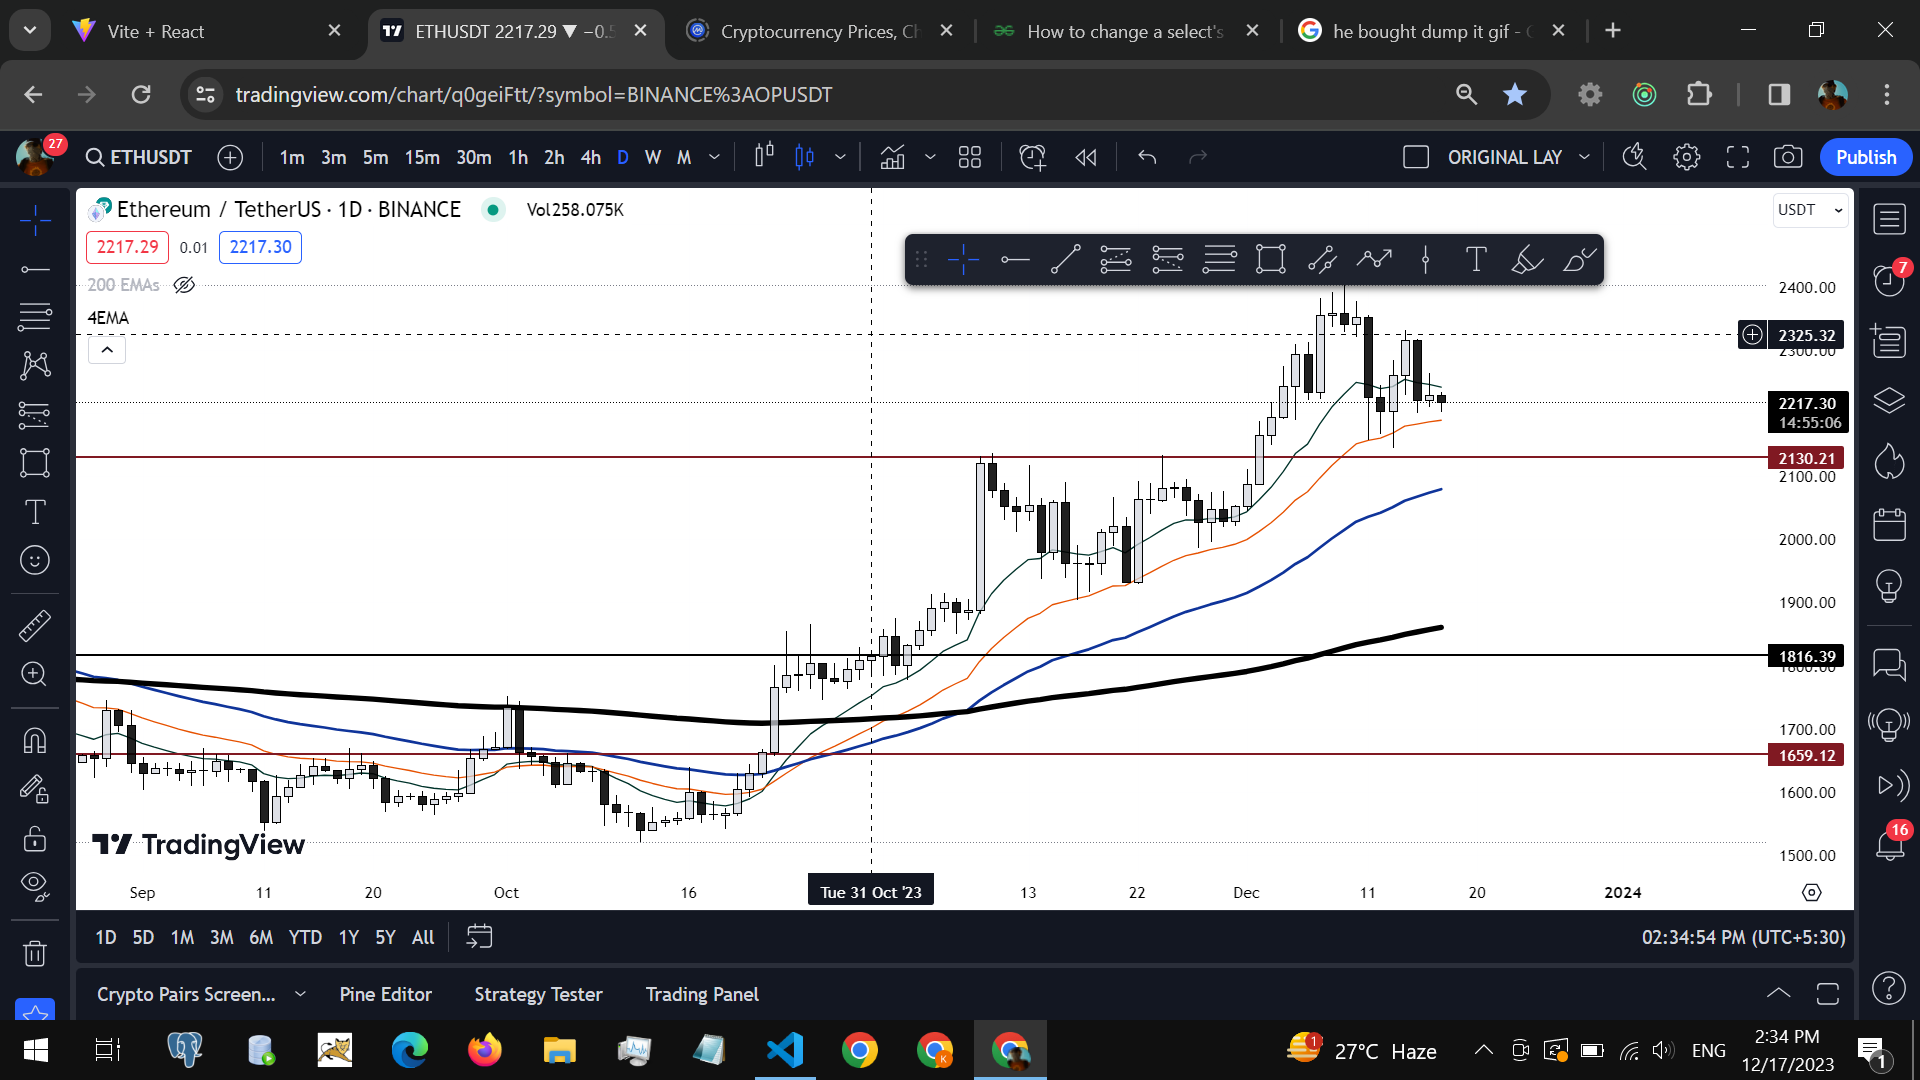 Vite + React
ETHUSDT 2217.29 ▼ −0.5
Cryptocurrency Prices, Ch
How to change a select's
he bought dump it gif -
tradingview.com/chart/q0geiFtt/?symbol=BINANCE%3AOPUSDT
27
ETHUSDT
1m 3m 5m 15m 30m 1h 2h 4h D W M
ORIGINAL LAY
Publish
Ethereum / TetherUS · 1D · BINANCE
Vol258.075K
USDT
2217.29 0.01 2217.30
200 EMAs
4EMA
T
T
7
2400.00
2325.32
2300.00
2217.30
14:55:06
2130.21
2100.00
2000.00
1900.00
1816.39
1800.00
1700.00
1659.12
1600.00
1500.00
16
TradingView
Sep 11 20 Oct 16 Tue 31 Oct '23 13 22 Dec 11 20 2024
1D 5D 1M 3M 6M YTD 1Y 5Y All
02:34:54 PM (UTC+5:30)
Crypto Pairs Screen... Pine Editor Strategy Tester Trading Panel
K
1
27°C Haze
ENG
2:34 PM
12/17/2023
1